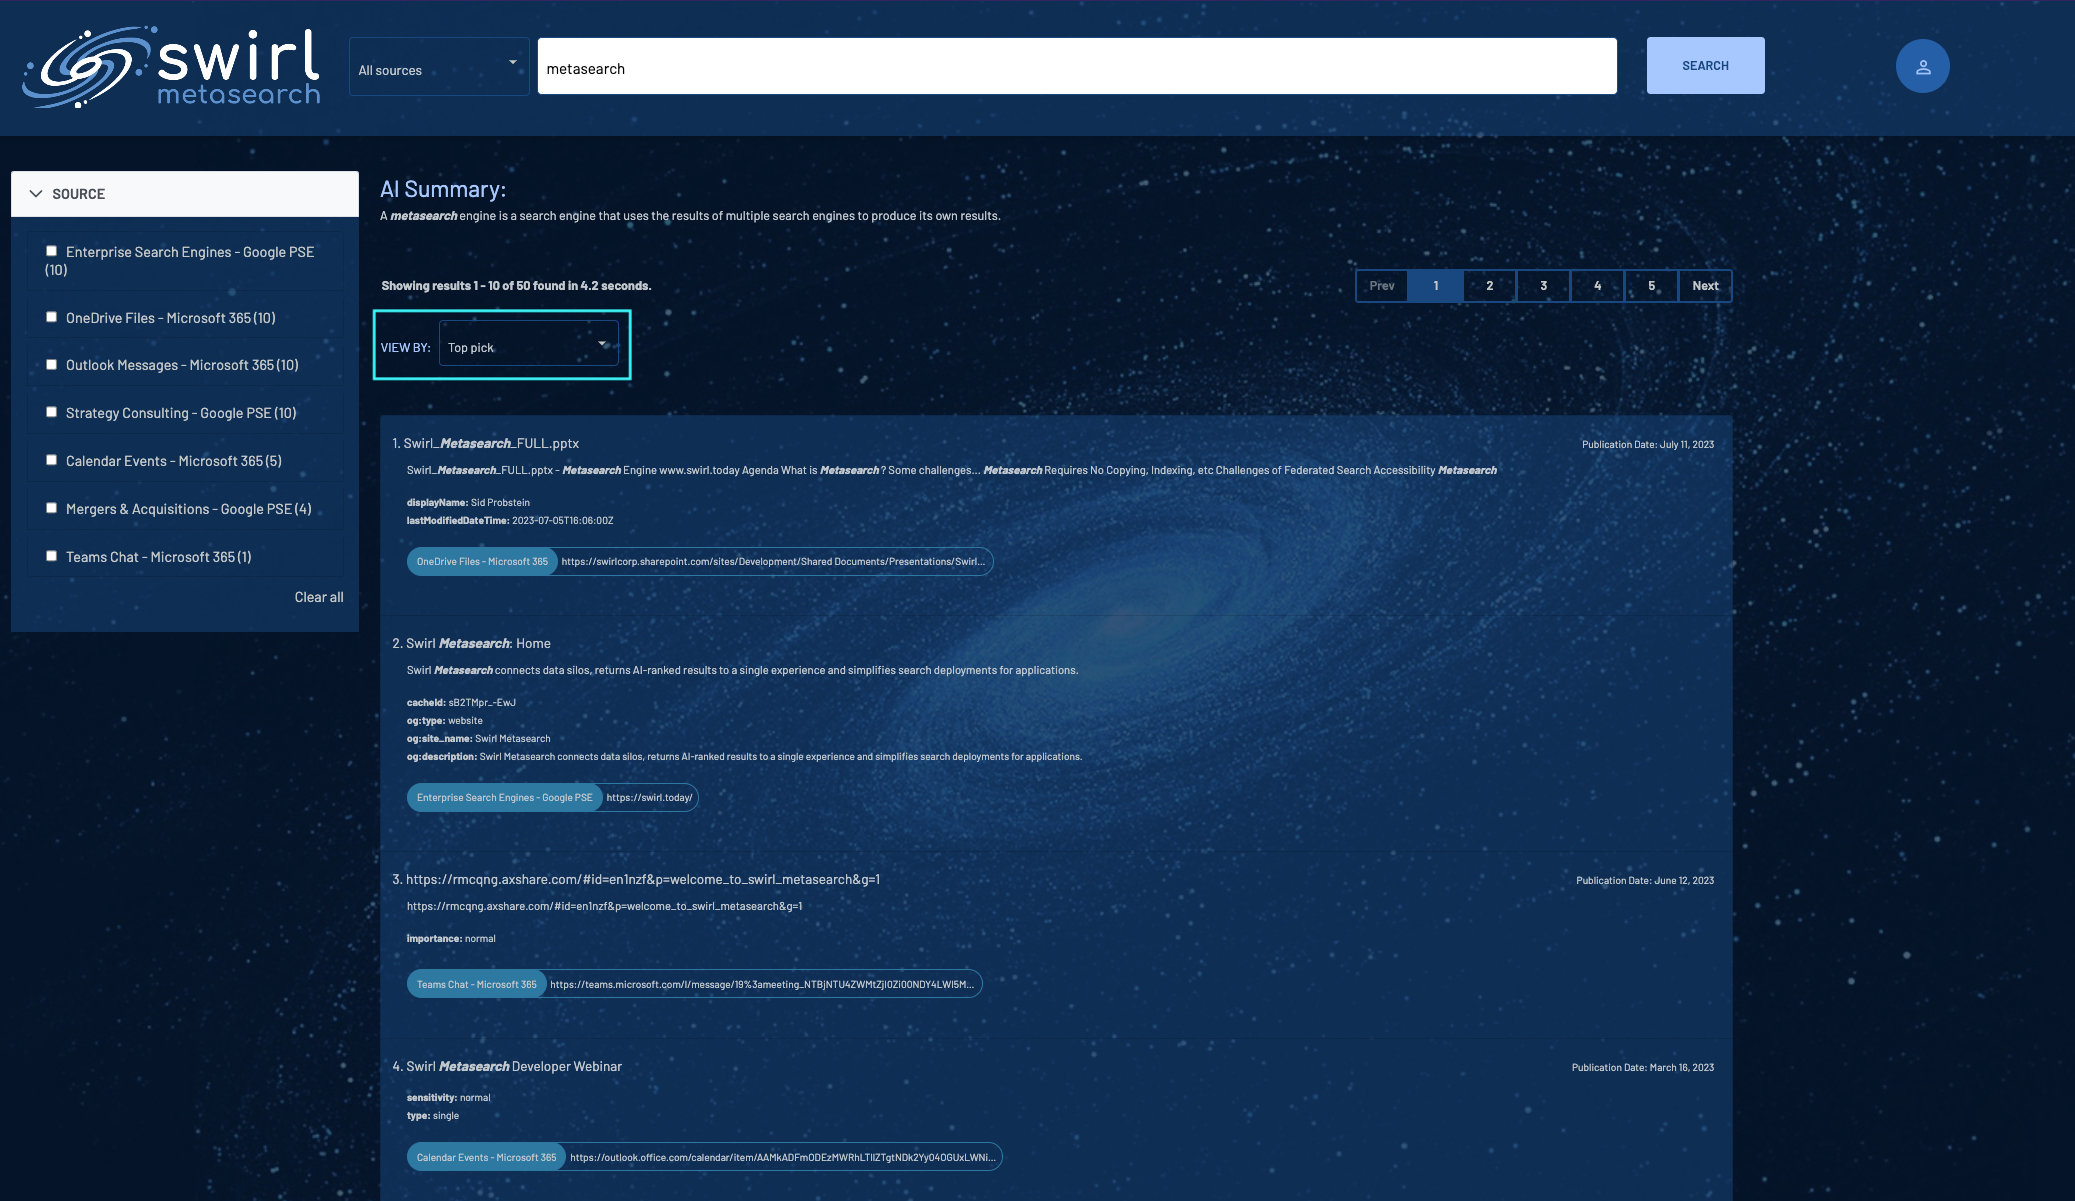 swirl
metasearch
All sources
metasearch
SEARCH
SOURCE
Enterprise Search Engines - Google PSE
(10)
OneDrive Files - Microsoft 365 (10)
Outlook Messages - Microsoft 365 (10)
Strategy Consulting - Google PSE (10)
Calendar Events - Microsoft 365 (5)
Mergers & Acquisitions - Google PSE (4)
Teams Chat - Microsoft 365 (1)
Clear all
AI Summary:
A metasearch engine is a search engine that uses the results of multiple search engines to produce its own results.
Showing results 1 - 10 of 50 found in 4.2 seconds.
Prev 1 2 3 4 5 Next
VIEW BY: Top pick
1. Swirl_Metasearch_FULL.pptx
Publication Date: July 11, 2023
Swirl_Metasearch_FULL.pptx - Metasearch Engine www.swirl.today Agenda What is Metasearch ? Some challenges... Metasearch Requires No Copying, Indexing, etc Challenges of Federated Search Accessibility Metasearch
displayName: Sid Probstein
lastModifiedDateTime: 2023-07-05T16:06:00Z
OneDrive Files - Microsoft 365 https://swirlcorp.sharepoint.com/sites/Development/Shared Documents/Presentations/Swirl...
2. Swirl Metasearch: Home
Swirl Metasearch connects data silos, returns AI-ranked results to a single experience and simplifies search deployments for applications.
cacheId: sB2TMpr_-EwJ
og:type: website
og:site_name: Swirl Metasearch
og:description: Swirl Metasearch connects data silos, returns AI-ranked results to a single experience and simplifies search deployments for applications.
Enterprise Search Engines - Google PSE https://swirl.today/
3. https://rmcqng.axshare.com/#id=en1nzf&p=welcome_to_swirl_metasearch&g=1
Publication Date: June 12, 2023
https://rmcqng.axshare.com/#id=en1nzf&p=welcome_to_swirl_metasearch&g=1
importance: normal
Teams Chat - Microsoft 365 https://teams.microsoft.com/l/message/19%3ameeting_NTBjNTU4ZWMtZjI0Zi00NDY4LWI5M...
4. Swirl Metasearch Developer Webinar
Publication Date: March 16, 2023
sensitivity: normal
type: single
Calendar Events - Microsoft 365 https://outlook.office.com/calendar/item/AAMkADFmODEzMWRhLTllZTgtNDk2Yy04OGUxLWNi...